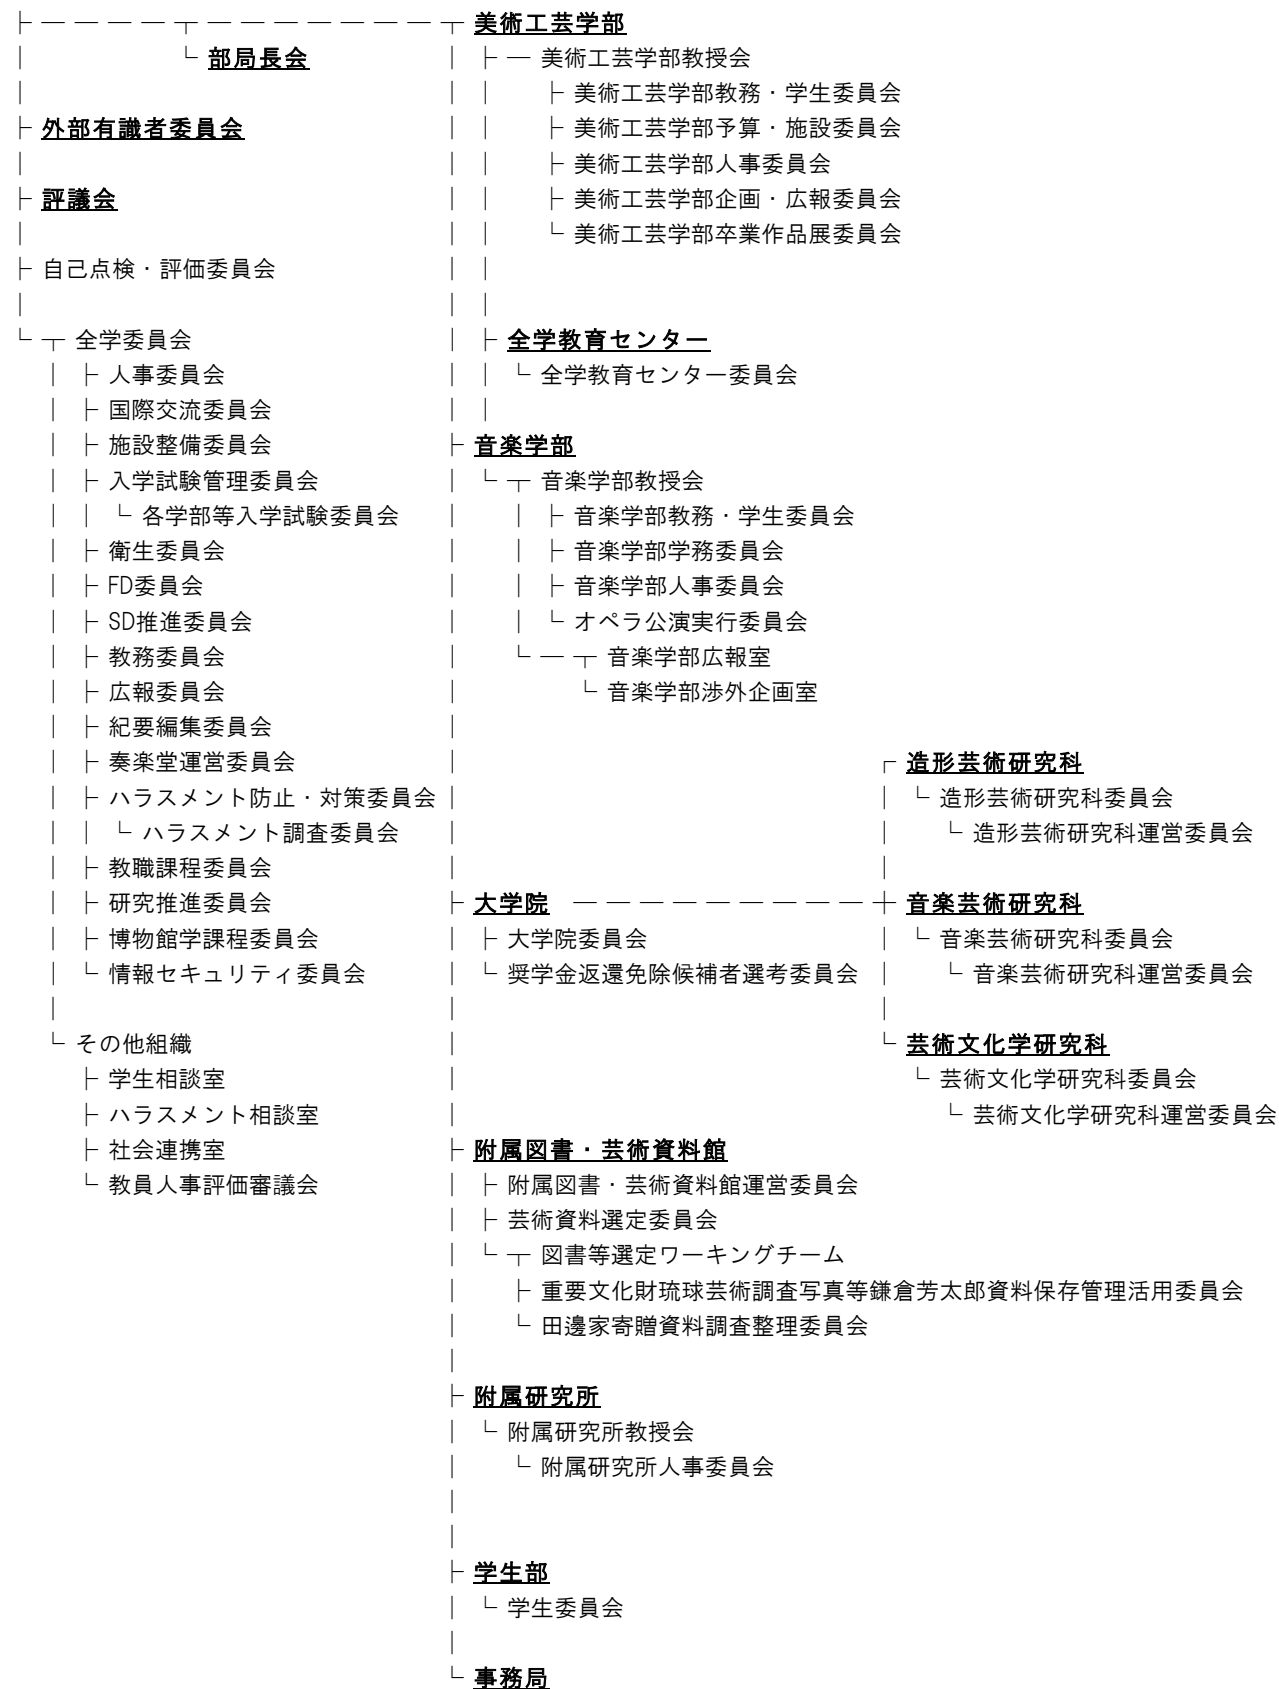 美術工芸学部
部局長会
美術工芸学部教授会
美術工芸学部教務・学生委員会
外部有識者委員会
美術工芸学部予算・施設委員会
美術工芸学部人事委員会
評議会
美術工芸学部企画・広報委員会
美術工芸学部卒業作品展委員会
自己点検・評価委員会
全学委員会
全学教育センター
人事委員会
全学教育センター委員会
国際交流委員会
施設整備委員会
音楽学部
入学試験管理委員会
音楽学部教授会
各学部等入学試験委員会
音楽学部教務・学生委員会
衛生委員会
音楽学部学務委員会
FD委員会
音楽学部人事委員会
SD推進委員会
オペラ公演実行委員会
教務委員会
音楽学部広報室
広報委員会
音楽学部渉外企画室
紀要編集委員会
奏楽堂運営委員会
造形芸術研究科
ハラスメント防止・対策委員会
造形芸術研究科委員会
ハラスメント調査委員会
造形芸術研究科運営委員会
教職課程委員会
研究推進委員会
大学院
音楽芸術研究科
博物館学課程委員会
大学院委員会
音楽芸術研究科委員会
情報セキュリティ委員会
奨学金返還免除候補者選考委員会
音楽芸術研究科運営委員会
その他組織
芸術文化学研究科
学生相談室
芸術文化学研究科委員会
ハラスメント相談室
芸術文化学研究科運営委員会
社会連携室
附属図書・芸術資料館
教員人事評価審議会
附属図書・芸術資料館運営委員会
芸術資料選定委員会
図書等選定ワーキングチーム
重要文化財琉球芸術調査写真等鎌倉芳太郎資料保存管理活用委員会
田邊家寄贈資料調査整理委員会
附属研究所
附属研究所教授会
附属研究所人事委員会
学生部
学生委員会
事務局